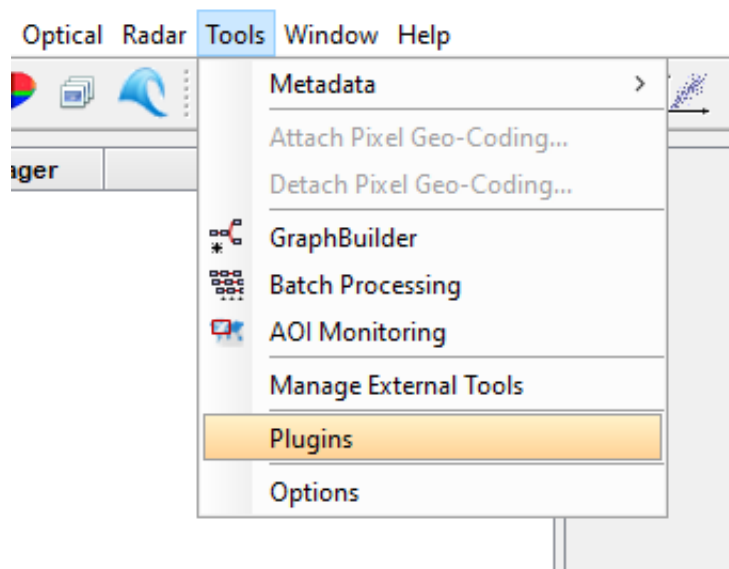 Optical Radar Tools Window Help
Metadata
ager
Attach Pixel Geo-Coding...
Detach Pixel Geo-Coding...
GraphBuilder
Batch Processing
AOI Monitoring
Manage External Tools
Plugins
Options